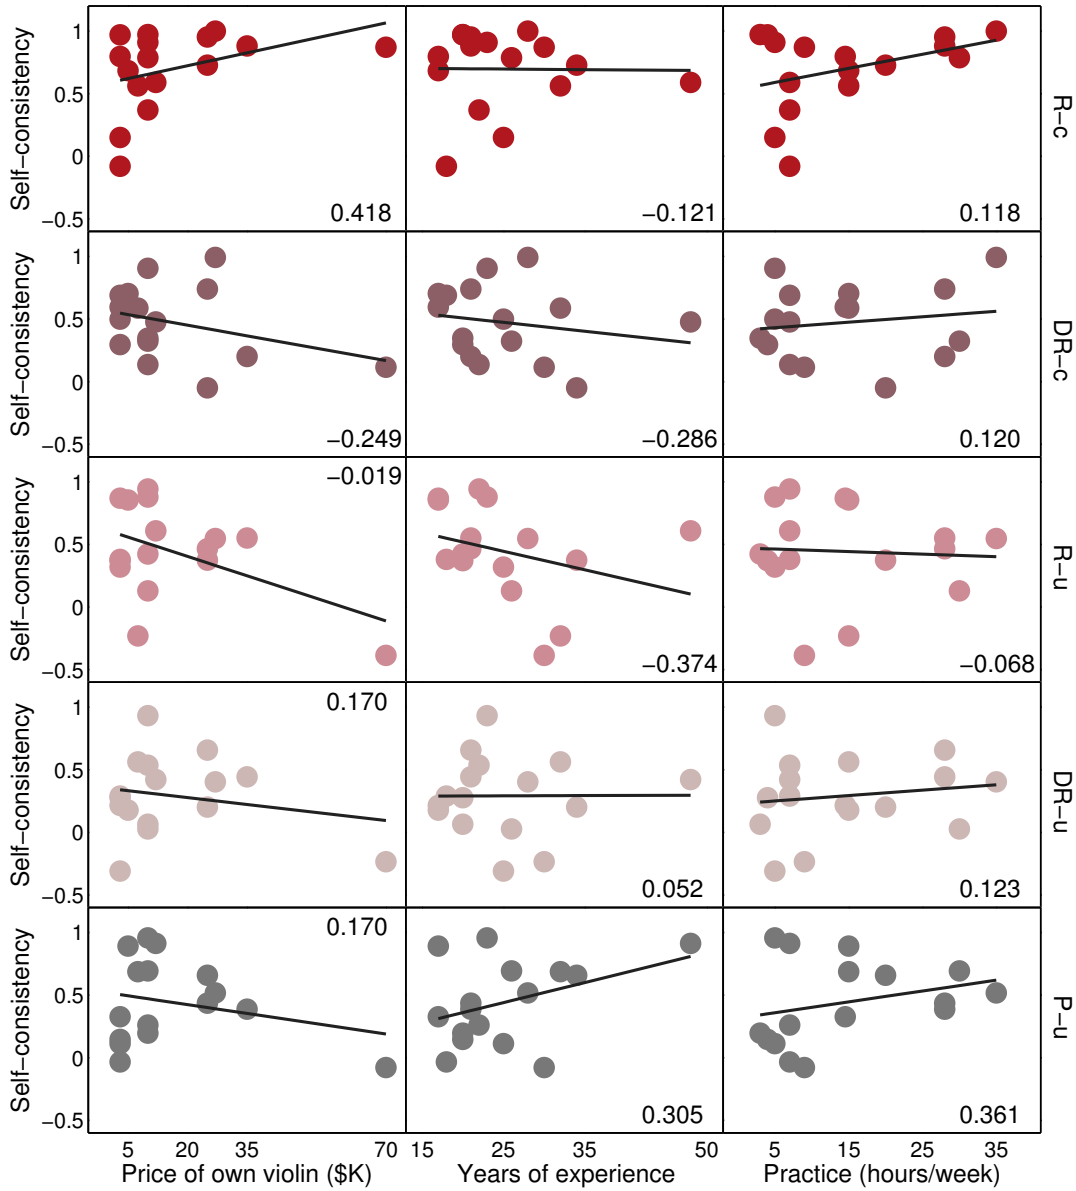 Self−consistency
1
0.5
0
−0.5
0.418
−0.121
0.118
R−c
Self−consistency
1
0.5
0
−0.5
−0.249
−0.286
0.120
DR−c
Self−consistency
1
0.5
0
−0.5
−0.019
−0.374
−0.068
R−u
Self−consistency
1
0.5
0
−0.5
0.170
0.052
0.123
DR−u
Self−consistency
1
0.5
0
−0.5
0.170
0.305
0.361
P−u
5 20 35 70 15 25 35 50 5 15 25 35
Price of own violin ($K) Years of experience Practice (hours/week)